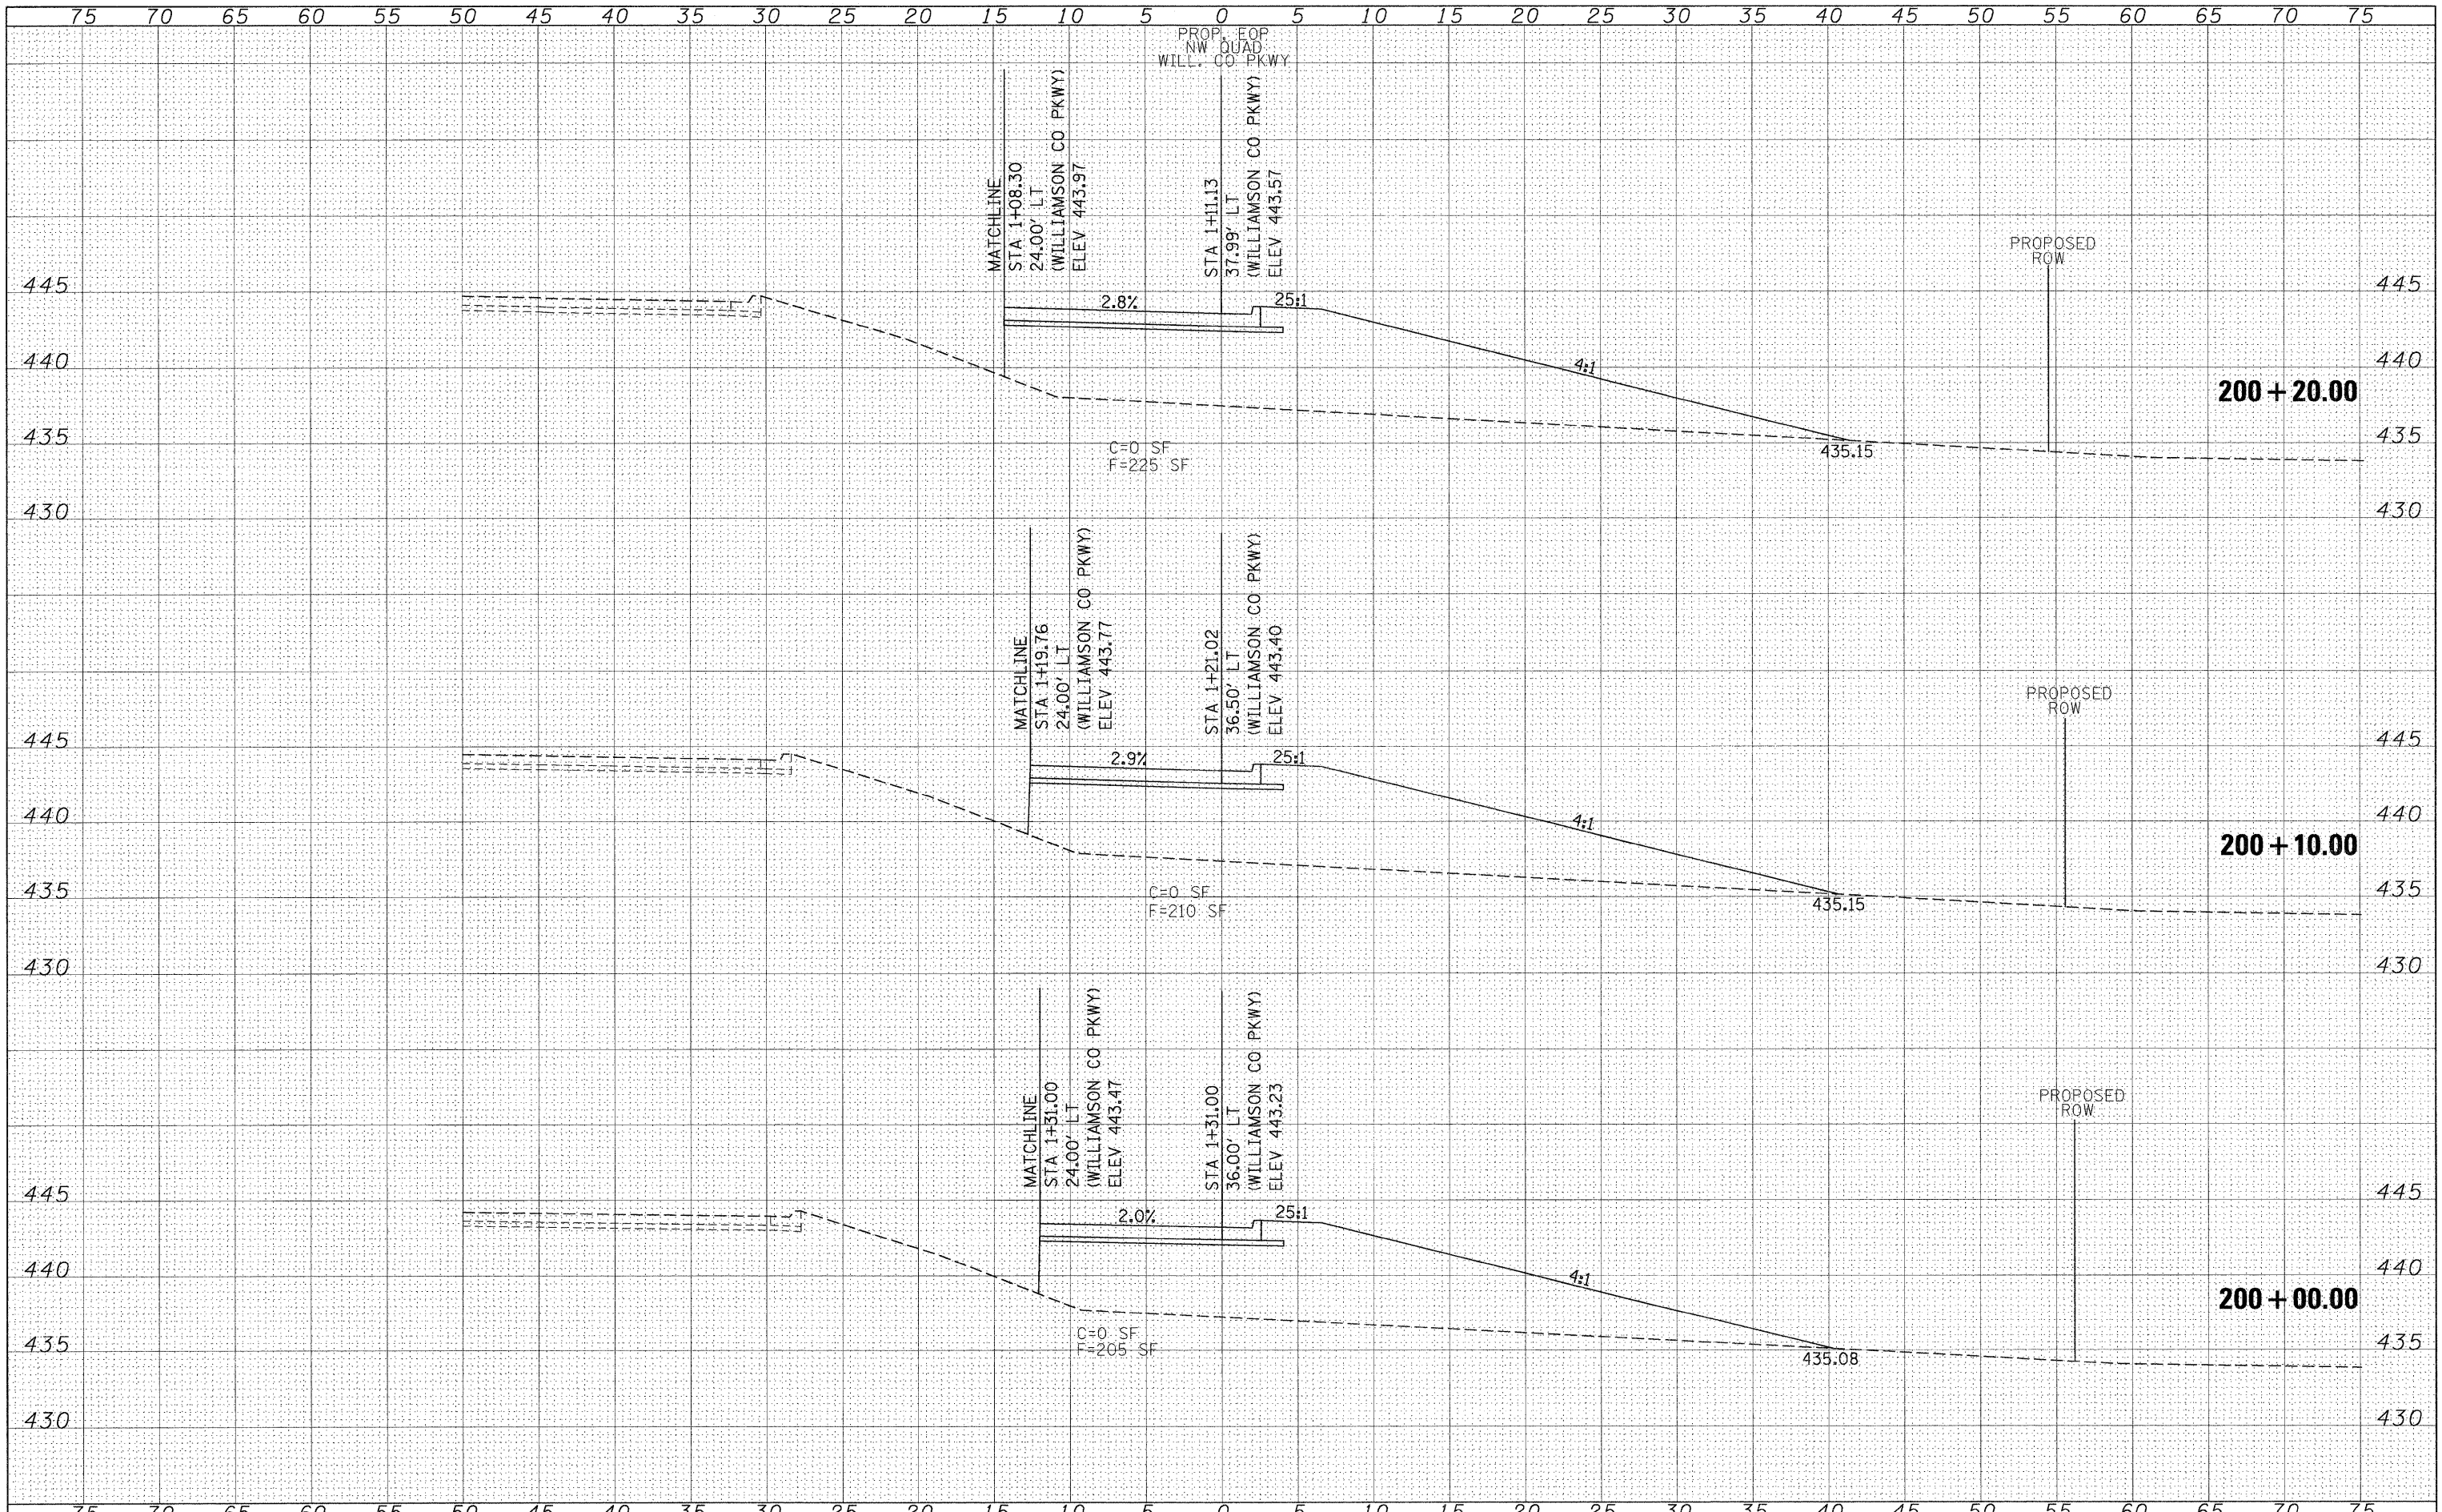 75 70 65 60 55 50 45 40 35 30 25 20 15 10 5 0 5 10 15 20 25 30 35 40 45 50 55 60 65 70 75
PROP. EOP
NW QUAD
WILL. CO PKWY
MATCHLINE
STA 1+08.30
24.00' LT
(WILLIAMSON CO PKWY)
ELEV 443.97
STA 1+11.13
37.99' LT
(WILLIAMSON CO PKWY)
ELEV 443.57
PROPOSED
ROW
445 445
2.8%
25:1
440 440
4:1
200 + 20.00
435 435
435.15
C=0 SF
F=225 SF
430 430
MATCHLINE
STA 1+19.76
24.00' LT
(WILLIAMSON CO PKWY)
ELEV 443.77
STA 1+21.02
36.50' LT
(WILLIAMSON CO PKWY)
ELEV 443.40
PROPOSED
ROW
445 445
2.9%
25:1
440 440
4:1
200 + 10.00
435 435
435.15
C=0 SF
F=210 SF
430 430
MATCHLINE
STA 1+31.00
24.00' LT
(WILLIAMSON CO PKWY)
ELEV 443.47
STA 1+31.00
36.00' LT
(WILLIAMSON CO PKWY)
ELEV 443.23
PROPOSED
ROW
445 445
2.0%
25:1
440 440
4:1
200 + 00.00
435 435
435.08
C=0 SF
F=205 SF
430 430
75 70 65 60 55 50 45 40 35 30 25 20 15 10 5 0 5 10 15 20 25 30 35 40 45 50 55 60 65 70 75